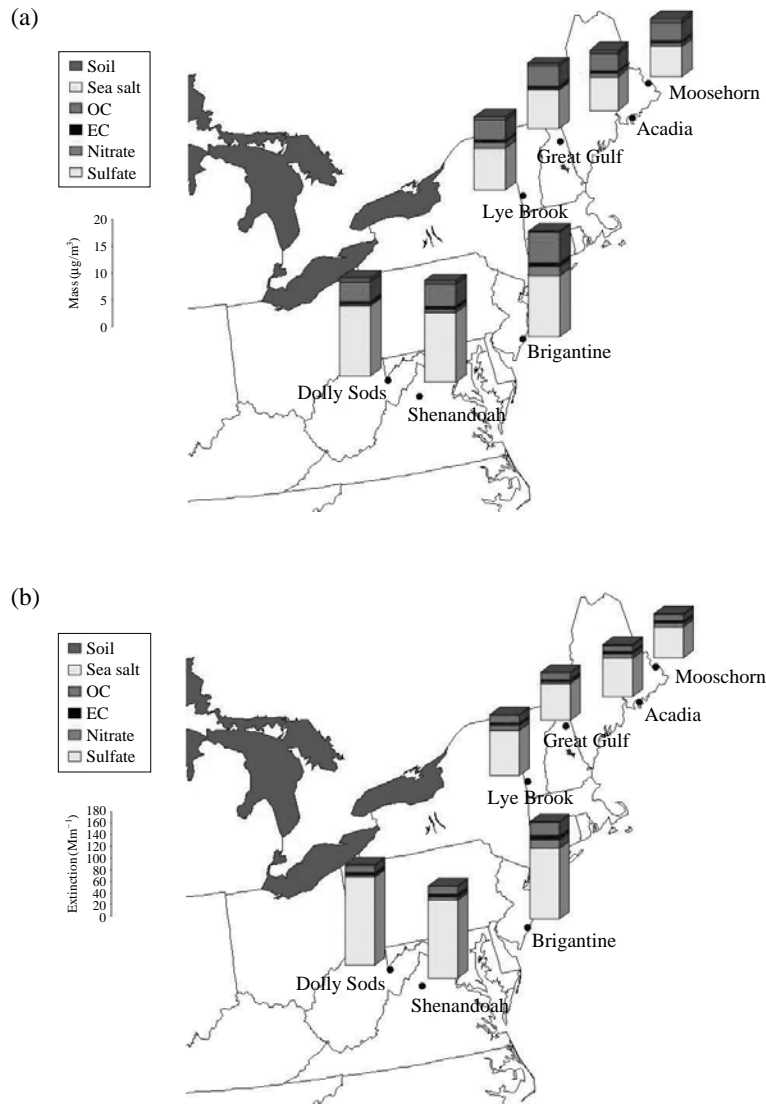 (a)
Soil
Sea salt
OC
EC
Nitrate
Sulfate
20
15
10
5
0
Mass (μg/m³)
Moosehorn
Acadia
Great Gulf
Lye Brook
Brigantine
Dolly Sods
Shenandoah
(b)
Soil
Sea salt
OC
EC
Nitrate
Sulfate
180
160
140
120
100
80
60
40
20
0
Extinction (Mm⁻¹)
Mooschorn
Acadia
Great Gulf
Lye Brook
Brigantine
Dolly Sods
Shenandoah